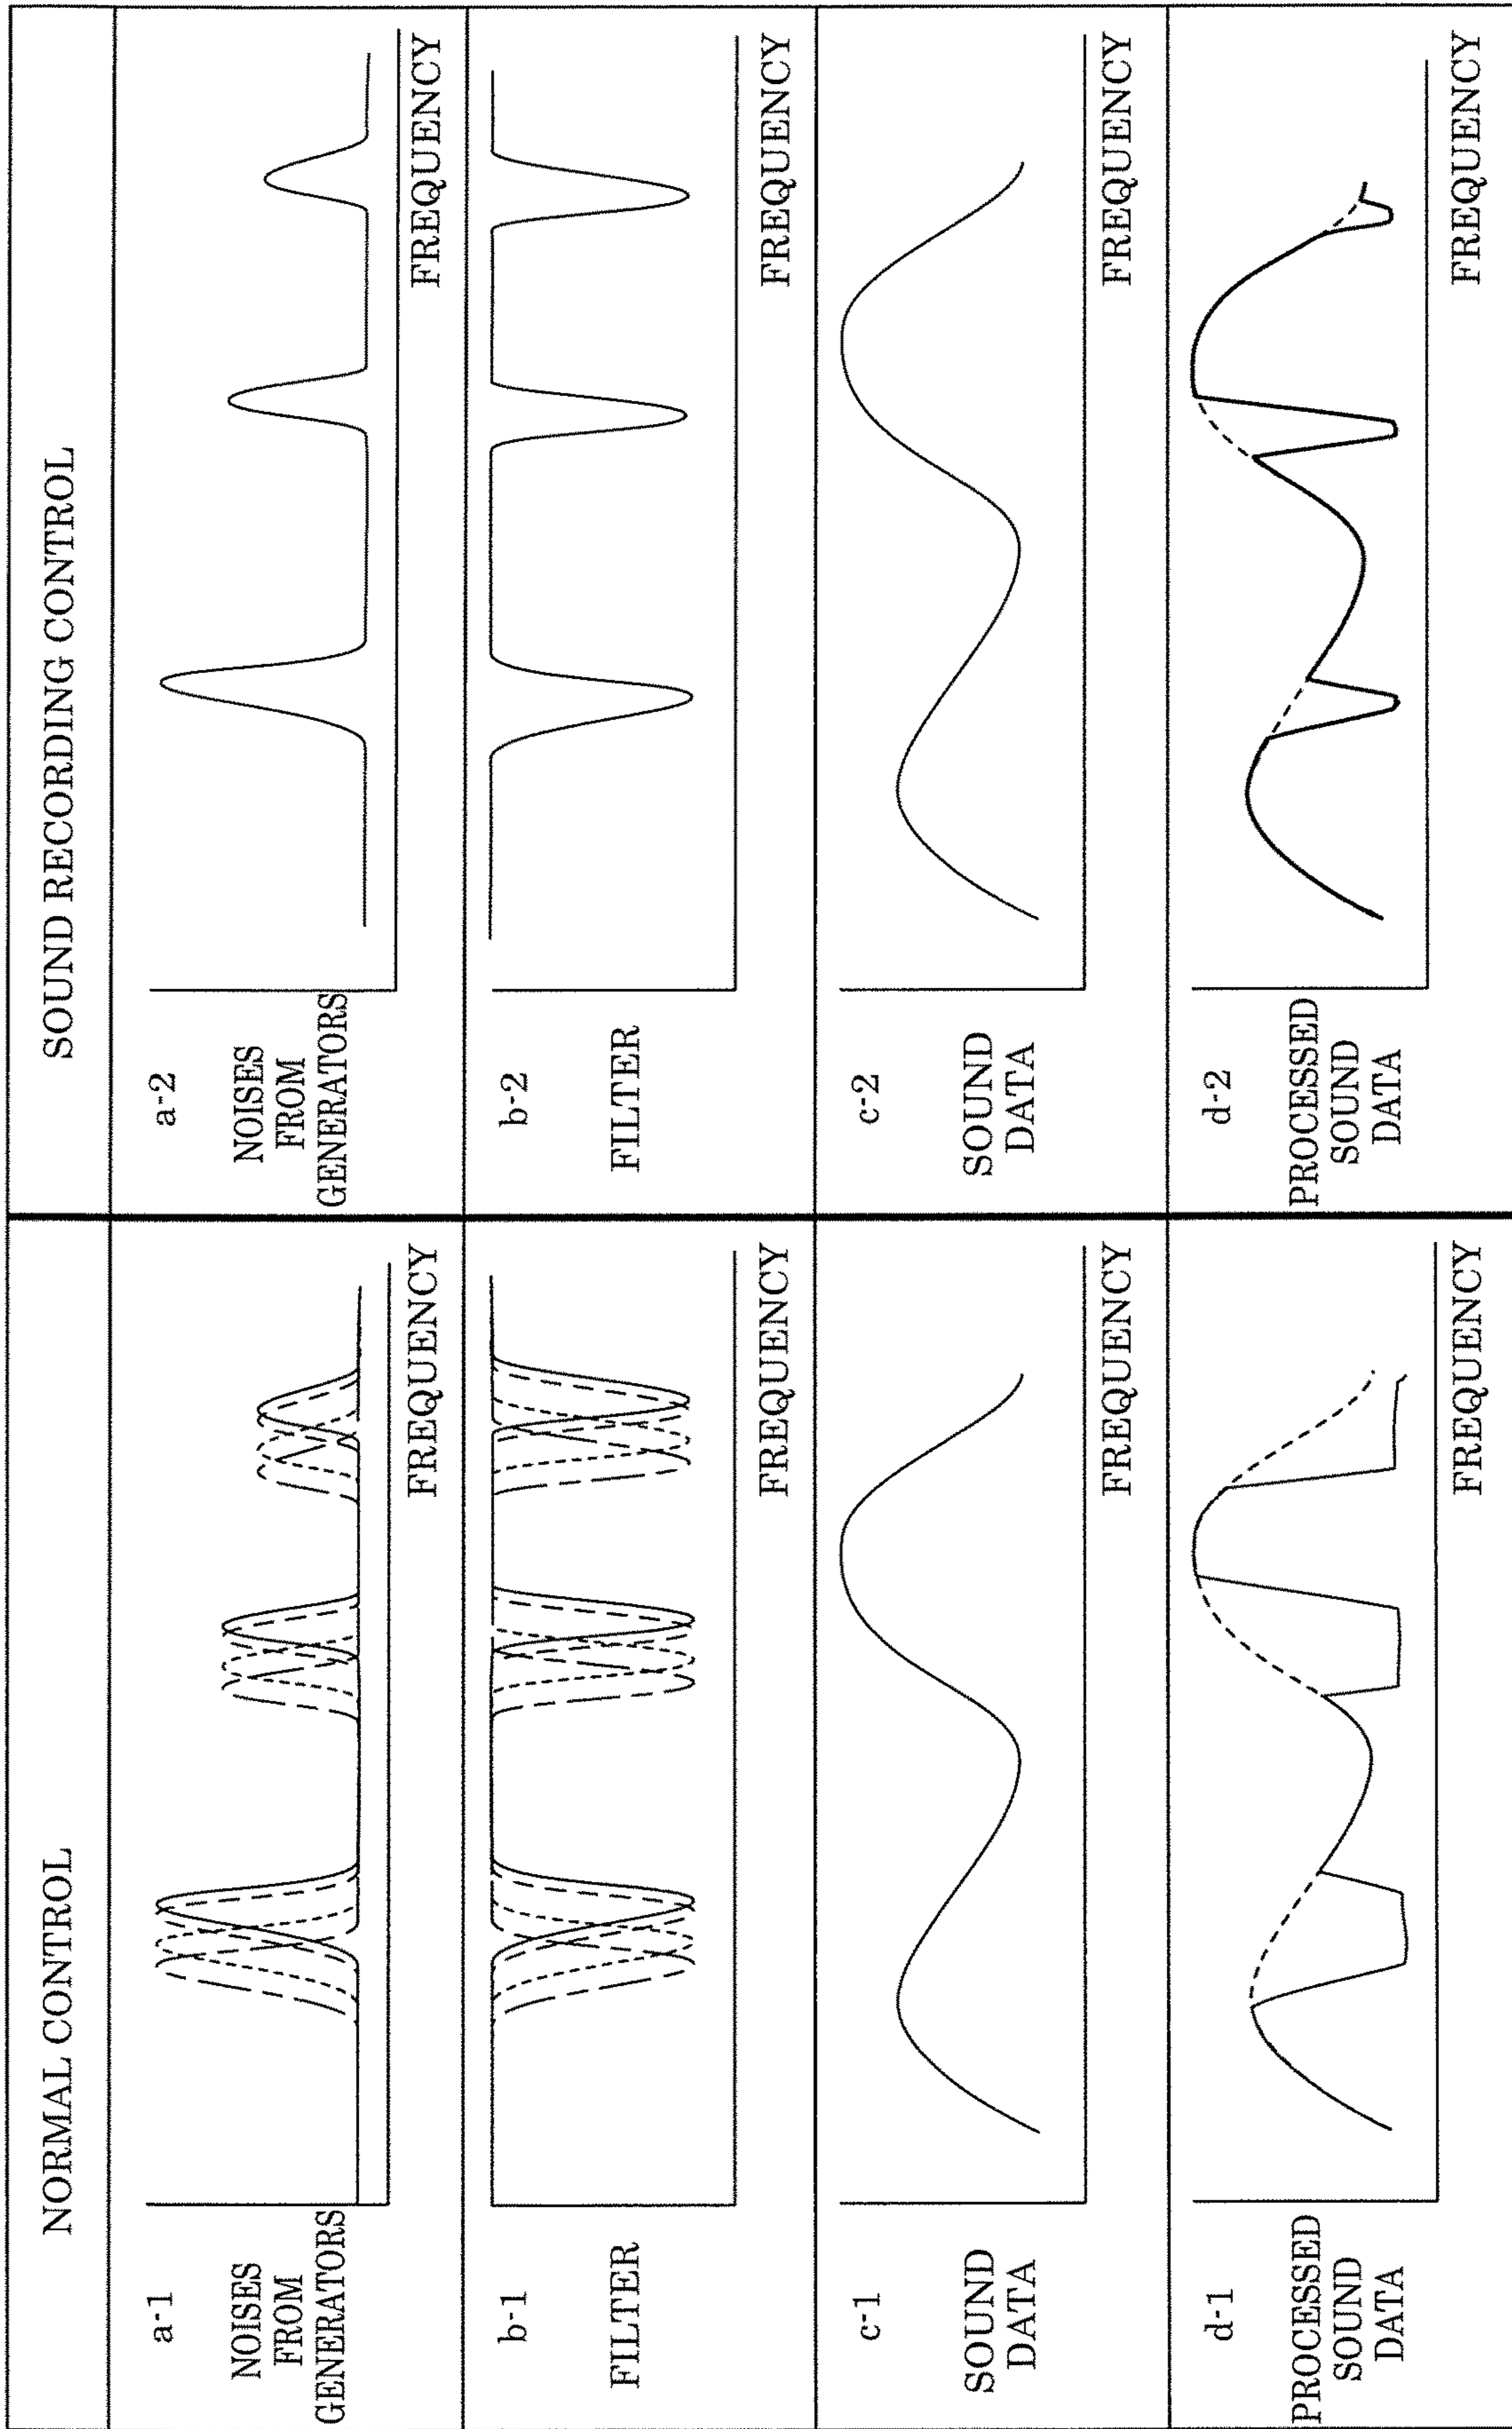 NORMAL CONTROL
SOUND RECORDING CONTROL
a-1
NOISES
FROM
GENERATORS
FREQUENCY
a-2
NOISES
FROM
GENERATORS
FREQUENCY
b-1
FILTER
FREQUENCY
b-2
FILTER
FREQUENCY
c-1
SOUND
DATA
FREQUENCY
c-2
SOUND
DATA
FREQUENCY
d-1
PROCESSED
SOUND
DATA
FREQUENCY
d-2
PROCESSED
SOUND
DATA
FREQUENCY